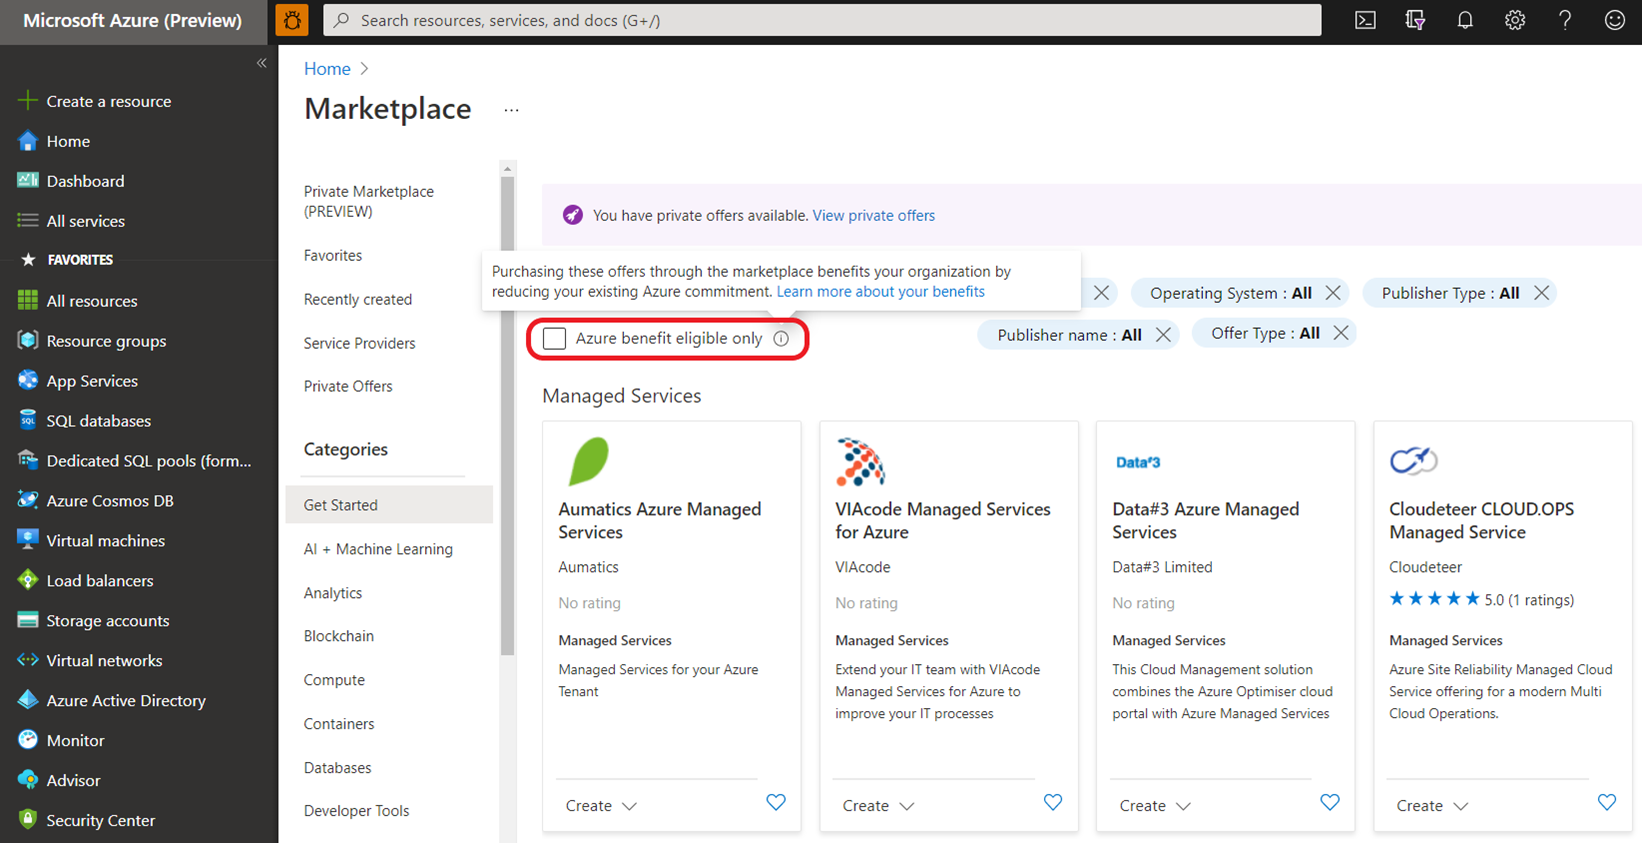 Microsoft Azure (Preview)
Search resources, services, and docs (G+/)
Create a resource
Home
Dashboard
All services
FAVORITES
All resources
Resource groups
App Services
SQL databases
Dedicated SQL pools (form...
Azure Cosmos DB
Virtual machines
Load balancers
Storage accounts
Virtual networks
Azure Active Directory
Monitor
Advisor
Security Center
Home
Marketplace
...
Private Marketplace
(PREVIEW)
Favorites
Recently created
Service Providers
Private Offers
Categories
Get Started
AI + Machine Learning
Analytics
Blockchain
Compute
Containers
Databases
Developer Tools
You have private offers available. View private offers
Purchasing these offers through the marketplace benefits your organization by
reducing your existing Azure commitment. Learn more about your benefits
Operating System : All
Publisher Type : All
Azure benefit eligible only
Publisher name : All
Offer Type : All
Managed Services
Aumatics Azure Managed
Services
Aumatics
No rating
Managed Services
Managed Services for your Azure
Tenant
Create
VIAcode Managed Services
for Azure
VIAcode
No rating
Managed Services
Extend your IT team with VIAcode
Managed Services for Azure to
improve your IT processes
Create
Data#3
Data#3 Azure Managed
Services
Data#3 Limited
No rating
Managed Services
This Cloud Management solution
combines the Azure Optimiser cloud
portal with Azure Managed Services
Create
Cloudeteer CLOUD.OPS
Managed Service
Cloudeteer
5.0 (1 ratings)
Managed Services
Azure Site Reliability Managed Cloud
Service offering for a modern Multi
Cloud Operations.
Create